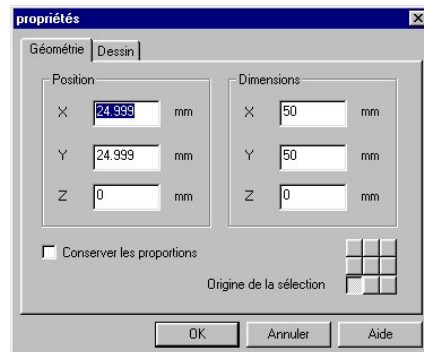 propriétés
Géométrie Dessin
Position Dimensions
X 24.999 mm X 50 mm
Y 24.999 mm Y 50 mm
Z 0 mm Z 0 mm
Conserver les proportions
Origine de la sélection
OK Annuler Aide